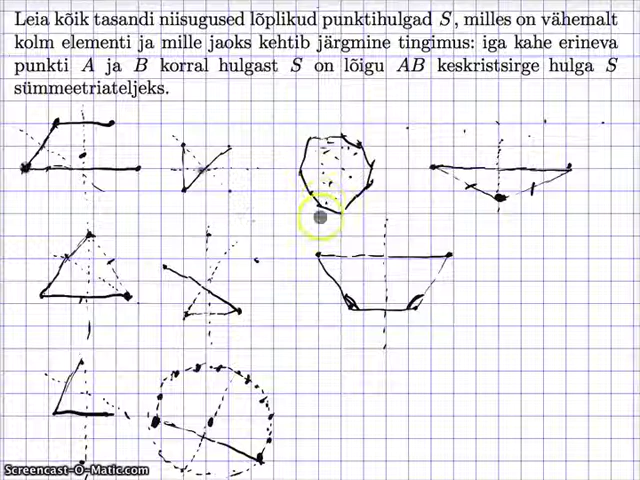 Leia kõik tasandi niisugused lõplikud punktihulgad S, milles on vähemalt
kolm elementi ja mille jaoks kehtib järgmine tingimus: iga kahe erineva
punkti A ja B korral hulgast S on lõigu AB keskristsirge hulga S
sümmeetriateljeks.
Screencast-O-Matic.com